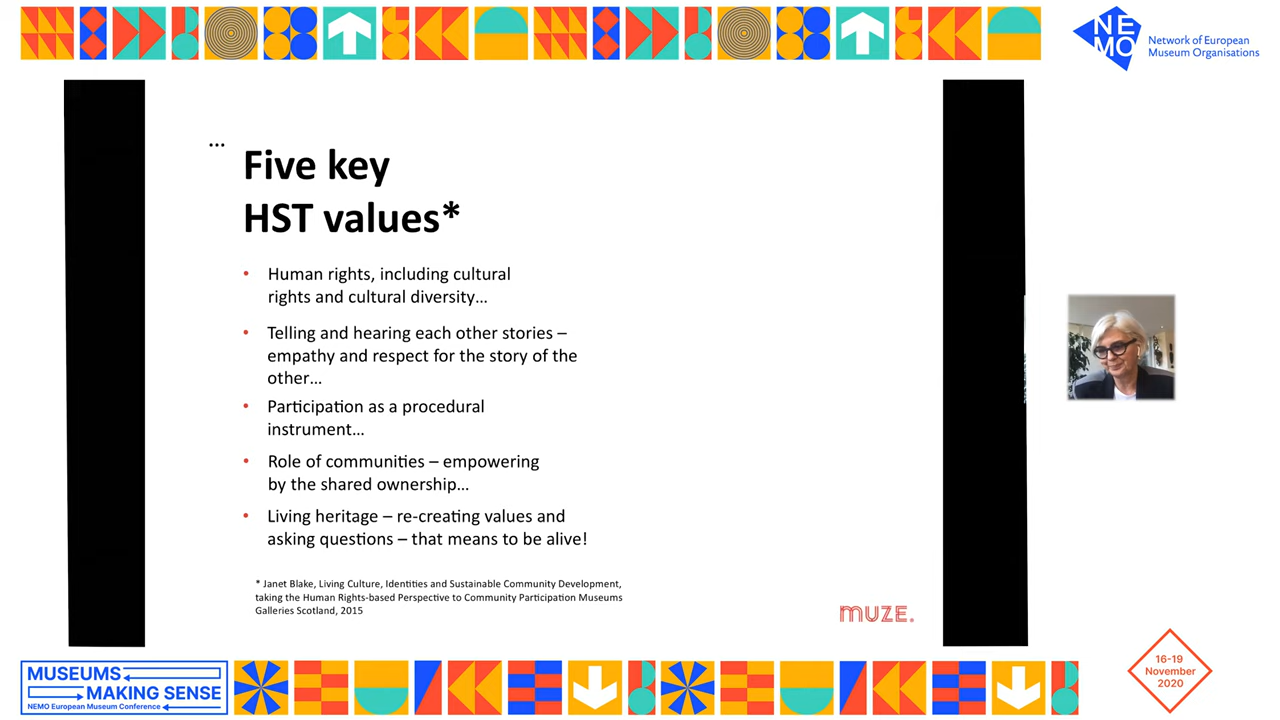 NE
MO
Network of European
Museum Organisations
...
Five key
HST values*
• Human rights, including cultural
rights and cultural diversity...
• Telling and hearing each other stories –
empathy and respect for the story of the
other...
• Participation as a procedural
instrument...
• Role of communities – empowering
by the shared ownership...
• Living heritage – re-creating values and
asking questions – that means to be alive!
* Janet Blake, Living Culture, Identities and Sustainable Community Development,
taking the Human Rights-based Perspective to Community Participation Museums
Galleries Scotland, 2015
MUZE.
MUSEUMS
MAKING SENSE
NEMO European Museum Conference
16-19
November
2020